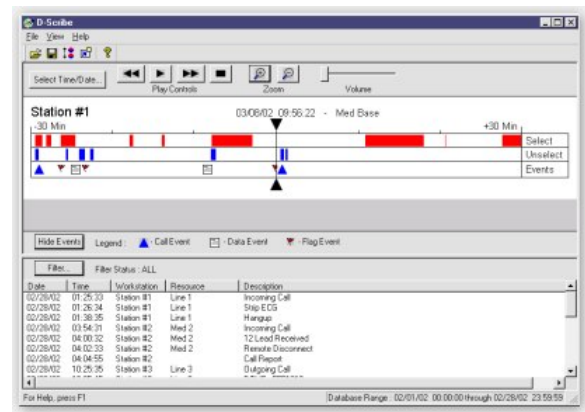 D-Scribe
File View Help
Select Time/Date...
Play Controls
Zoom
Volume
Station #1
03/08/02 09:56:22 - Med Base
-30 Min
+30 Min
Select
Unselect
Events
Hide Events
Legend :
- Call Event
- Data Event
- Flag Event
Filter...
Filter Status : ALL
Date Time Workstation Resource Description
02/28/02 01:25:33 Station #1 Line 1 Incoming Call
02/28/02 01:26:34 Station #1 Line 1 Strip ECG
02/28/02 01:38:35 Station #1 Line 1 Hangup
02/28/02 03:54:31 Station #2 Med 2 Incoming Call
02/28/02 04:00:32 Station #2 Med 2 12 Lead Received
02/28/02 04:02:33 Station #2 Med 2 Remote Disconnect
02/28/02 04:04:55 Station #2 Call Report
02/28/02 10:25:35 Station #3 Line 3 Outgoing Call
For Help, press F1
Database Range : 02/01/02 00:00:00 through 02/28/02 23:59:59